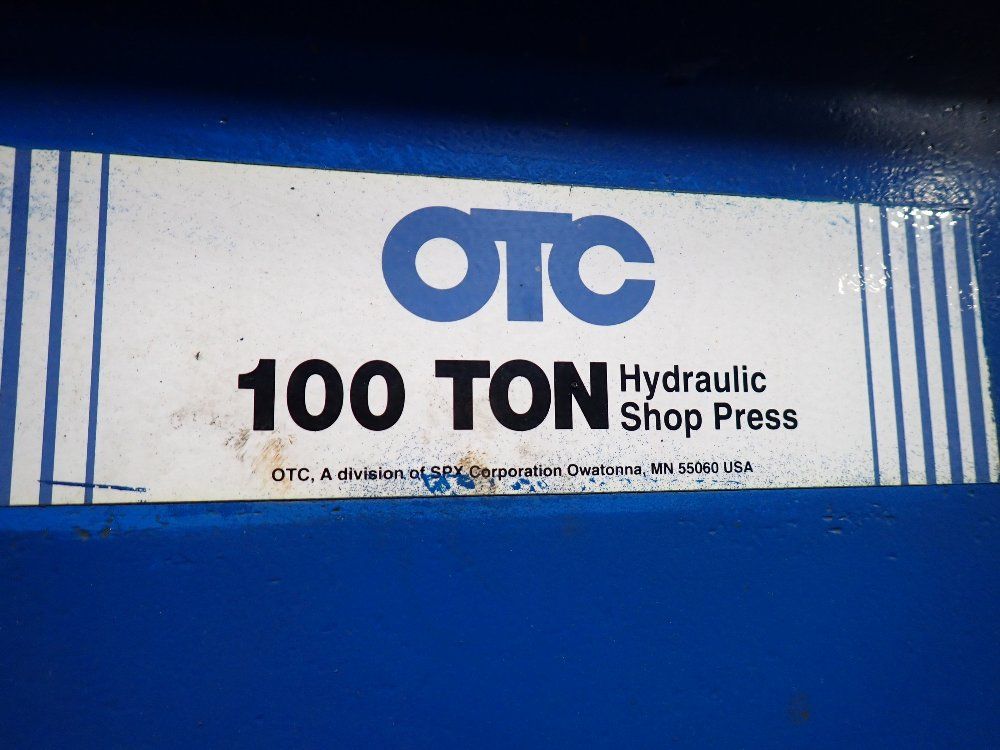 OTC
100 TON Hydraulic
Shop Press
OTC, A division of SPX Corporation Owatonna, MN 55060 USA